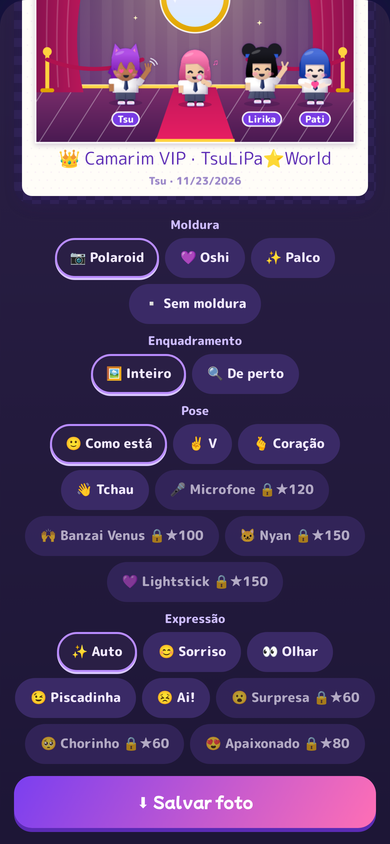 Tsu
Lirika
Pati
👑 Camarim VIP · TsuLiPa⭐World
Tsu · 11/23/2026
Moldura
📷 Polaroid
💜 Oshi
✨ Palco
▪️ Sem moldura
Enquadramento
🖼️ Inteiro
🔍 De perto
Pose
🙂 Como está
✌️ V
🫰 Coração
👋 Tchau
🎤 Microfone 🔒★120
🙌 Banzai Venus 🔒★100
🐱 Nyan 🔒★150
💜 Lightstick 🔒★150
Expressão
✨ Auto
😊 Sorriso
👀 Olhar
😉 Piscadinha
😣 Ai!
😮 Surpresa 🔒★60
🥺 Chorinho 🔒★60
😍 Apaixonado 🔒★80
⬇ Salvar foto